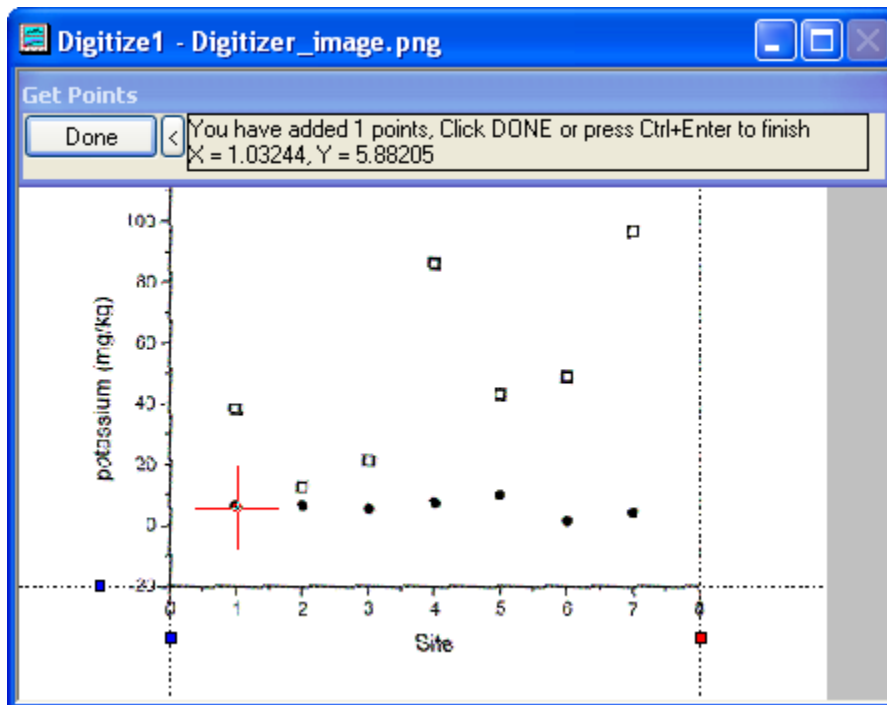 Digitize1 - Digitizer_image.png
Get Points
Done
<
You have added 1 points, Click DONE or press Ctrl+Enter to finish
X = 1.03244, Y = 5.88205
100
80
60
40
20
0
-20
potassium (mg/kg)
0 1 2 3 4 5 6 7 8
Site